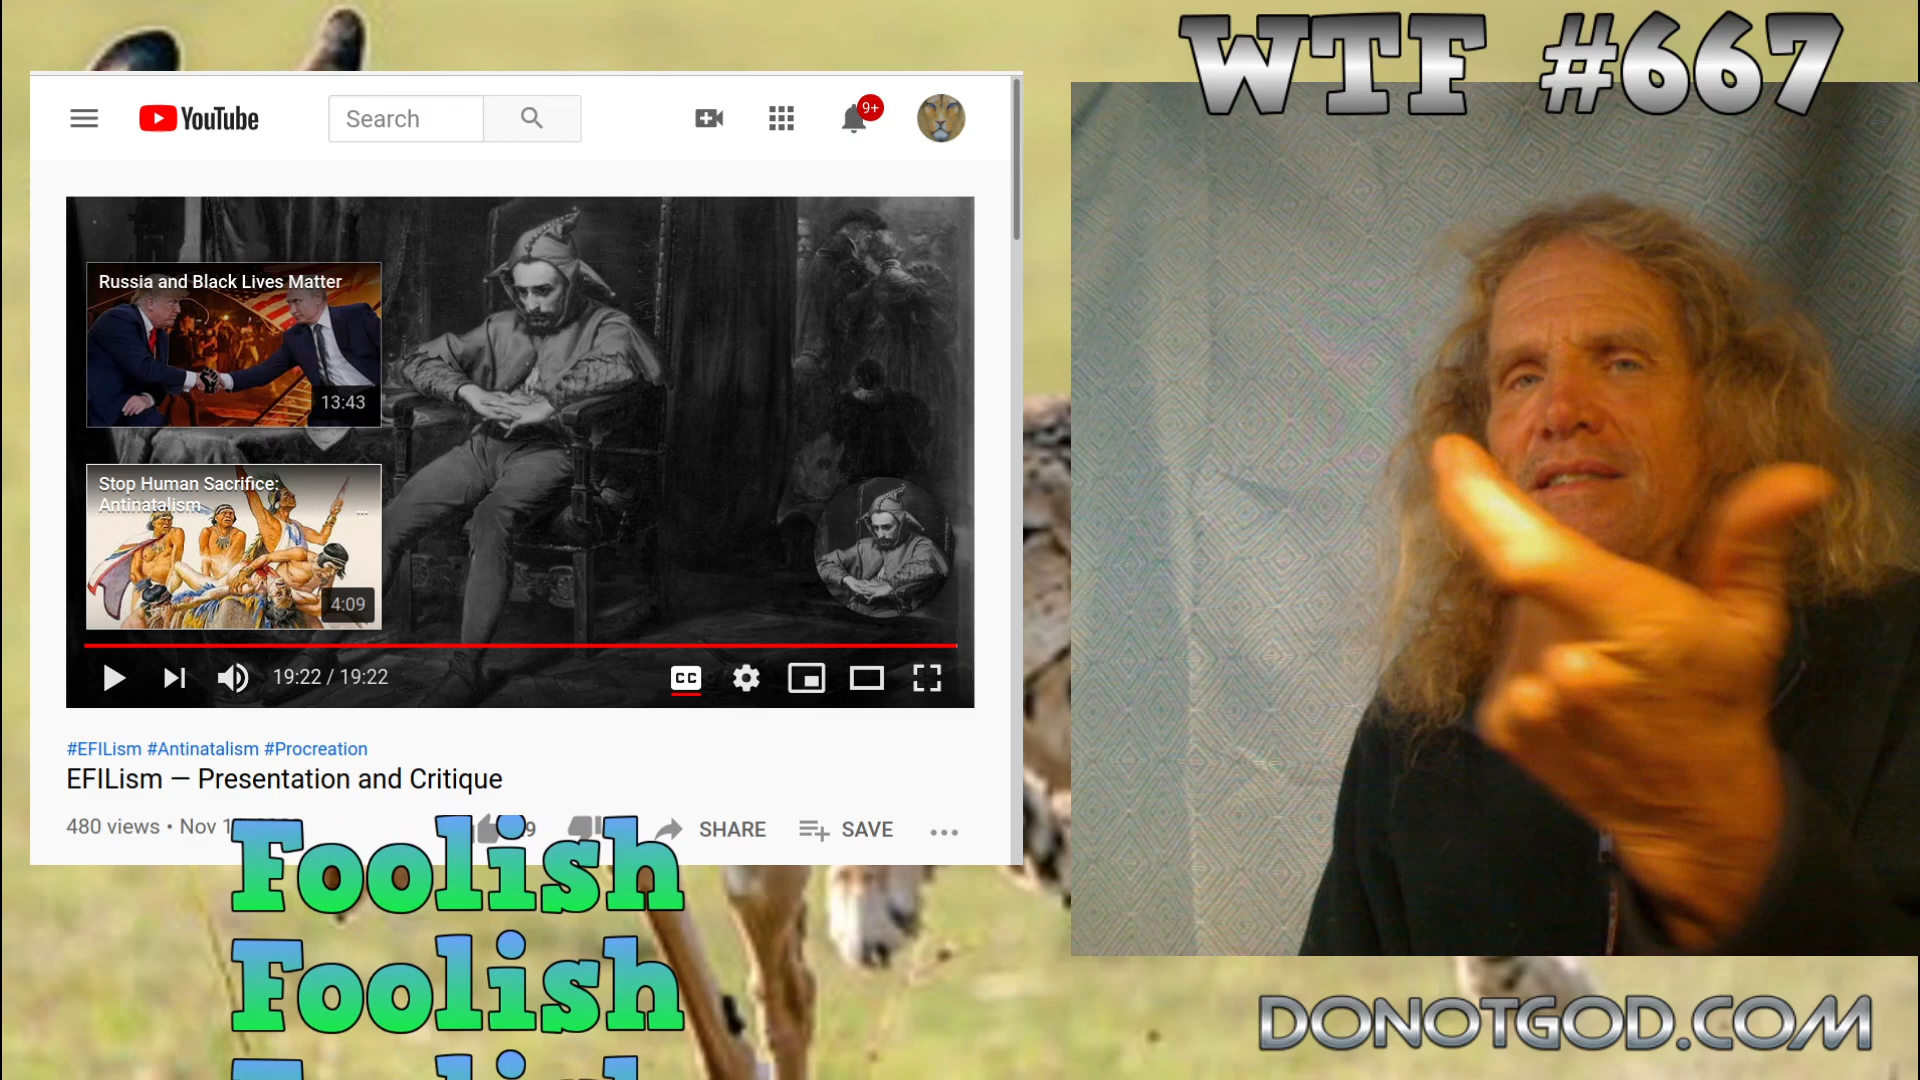 WTF #667
YouTube
Search
9+
Russia and Black Lives Matter
13:43
Stop Human Sacrifice:
Antinatalism
...
4:09
19:22 / 19:22
CC
#EFILism #Antinatalism #Procreation
EFILism — Presentation and Critique
480 views • Nov 1
9
SHARE
SAVE
Foolish
Foolish
Foolish
DONOTGOD.COM